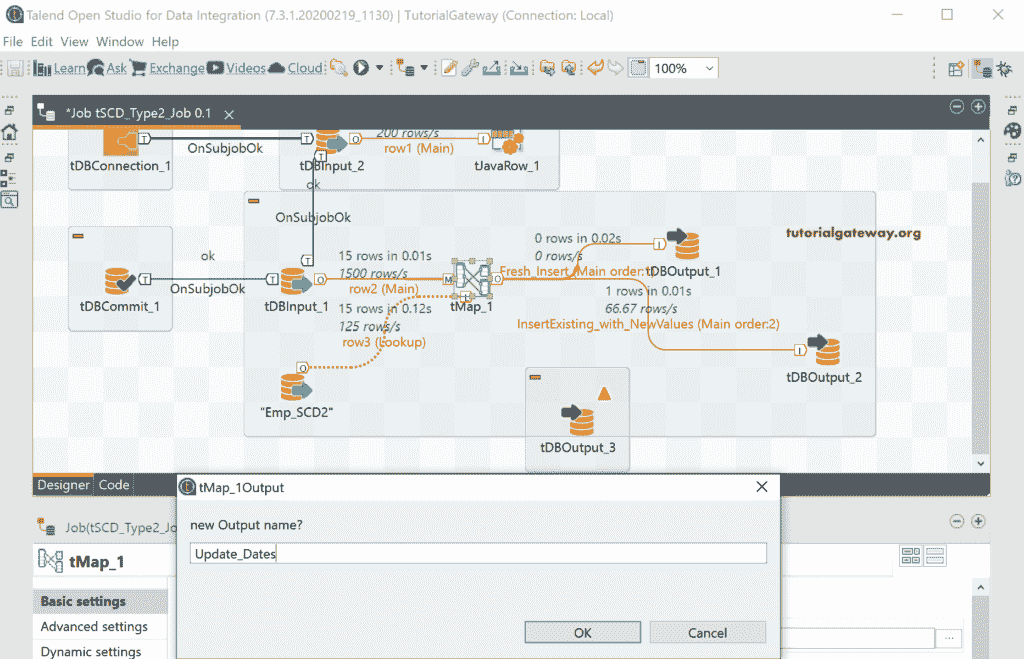 Talend Open Studio for Data Integration (7.3.1.20200219_1130) | TutorialGateway (Connection: Local)
File Edit View Window Help
Learn Ask Exchange Videos Cloud 100%
*Job tSCD_Type2_Job 0.1
200 rows/s
OnSubjobOk row1 (Main)
tDBConnection_1 tDBInput_2 tJavaRow_1
ok
OnSubjobOk
tutorialgateway.org
0 rows in 0.02s
0 rows/s
ok 15 rows in 0.01s
1500 rows/s
Fresh_Insert (Main order:1) tDBOutput_1
OnSubjobOk row2 (Main)
1 rows in 0.01s
tDBCommit_1 tDBInput_1 15 rows in 0.12s tMap_1 66.67 rows/s
125 rows/s InsertExisting_with_NewValues (Main order:2)
row3 (Lookup)
tDBOutput_2
"Emp_SCD2"
tDBOutput_3
Designer Code
tMap_1Output
new Output name?
Job(tSCD_Type2_Jo
Update_Dates
tMap_1
Basic settings
Advanced settings
OK Cancel
Dynamic settings